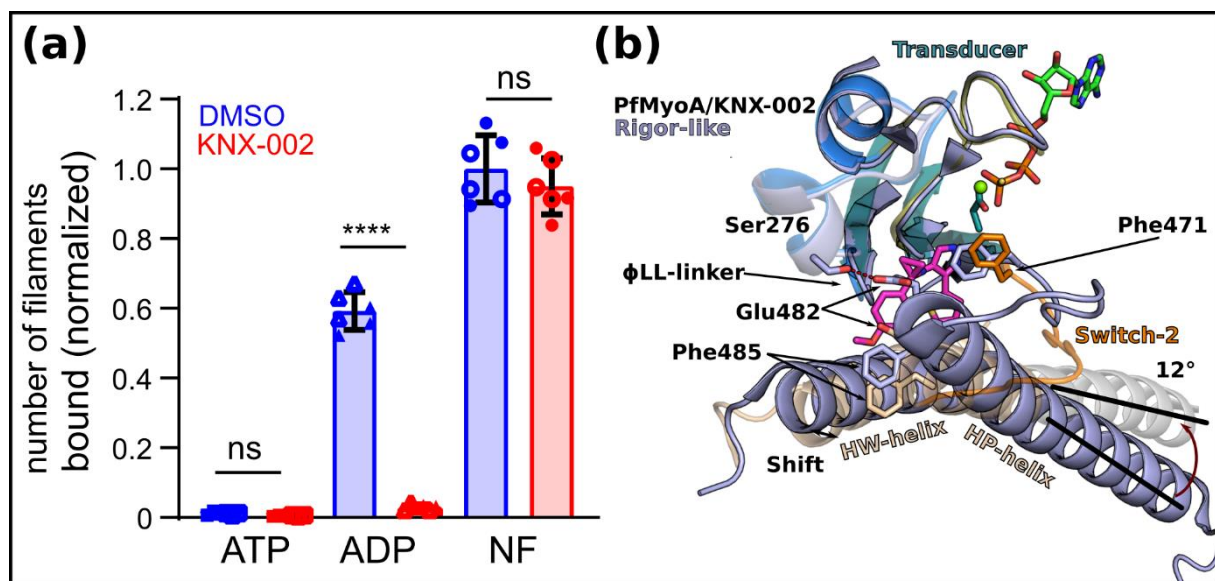 (a)
DMSO
KNX-002
number of filaments
bound (normalized)
1.2
1.0
0.8
0.6
0.4
0.2
0
ns
****
ns
ATP
ADP
NF
(b)
Transducer
PfMyoA/KNX-002
Rigor-like
Ser276
Phe471
ϕLL-linker
Glu482
Switch-2
Phe485
12°
HW-helix
HP-helix
Shift